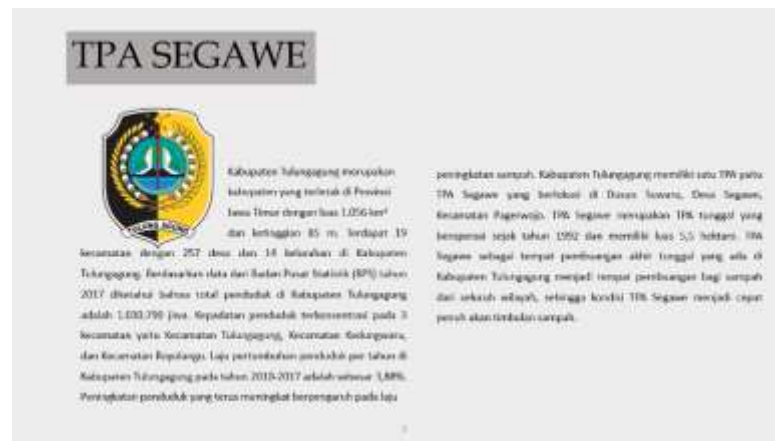 TPA SEGAWE
TULUNG AGUNG
Kabupaten Tulungagung merupakan
kabupaten yang terletak di Provinsi
Jawa Timur dengan luas 1.056 km²
dan ketinggian 85 m. Terdapat 19
kecamatan dengan 257 desa dan 14 kelurahan di Kabupaten
Tulungagung. Berdasarkan data dari Badan Pusat Statistik (BPS) tahun
2017 diketahui bahwa total penduduk di Kabupaten Tulungagung
adalah 1.030.790 jiwa. Kepadatan penduduk terkonsentrasi pada 3
kecamatan yaitu Kecamatan Tulungagung, Kecamatan Kedungwaru,
dan Kecamatan Boyolangu. Laju pertumbuhan penduduk per tahun di
Kabupaten Tulungagung pada tahun 2010-2017 adalah sebesar
Peningkatan penduduk yang terus meningkat berpengaruh pada laju
peningkatan sampah. Kabupaten Tulungagung memiliki satu TPA yaitu
TPA Segawe yang berlokasi di Dusun Desa Segawe,
Kecamatan Pagerwojo. TPA Segawe merupakan TPA tunggal yang
beroperasi sejak tahun 1992 dan memiliki luas 5,5 hektare. TPA
Segawe sebagai tempat pembuangan akhir tunggal yang ada di
Kabupaten Tulungagung menjadi tempat pembuangan bagi sampah
dari seluruh wilayah, sehingga kondisi TPA Segawe menjadi cepat
penuh akan timbulan sampah.